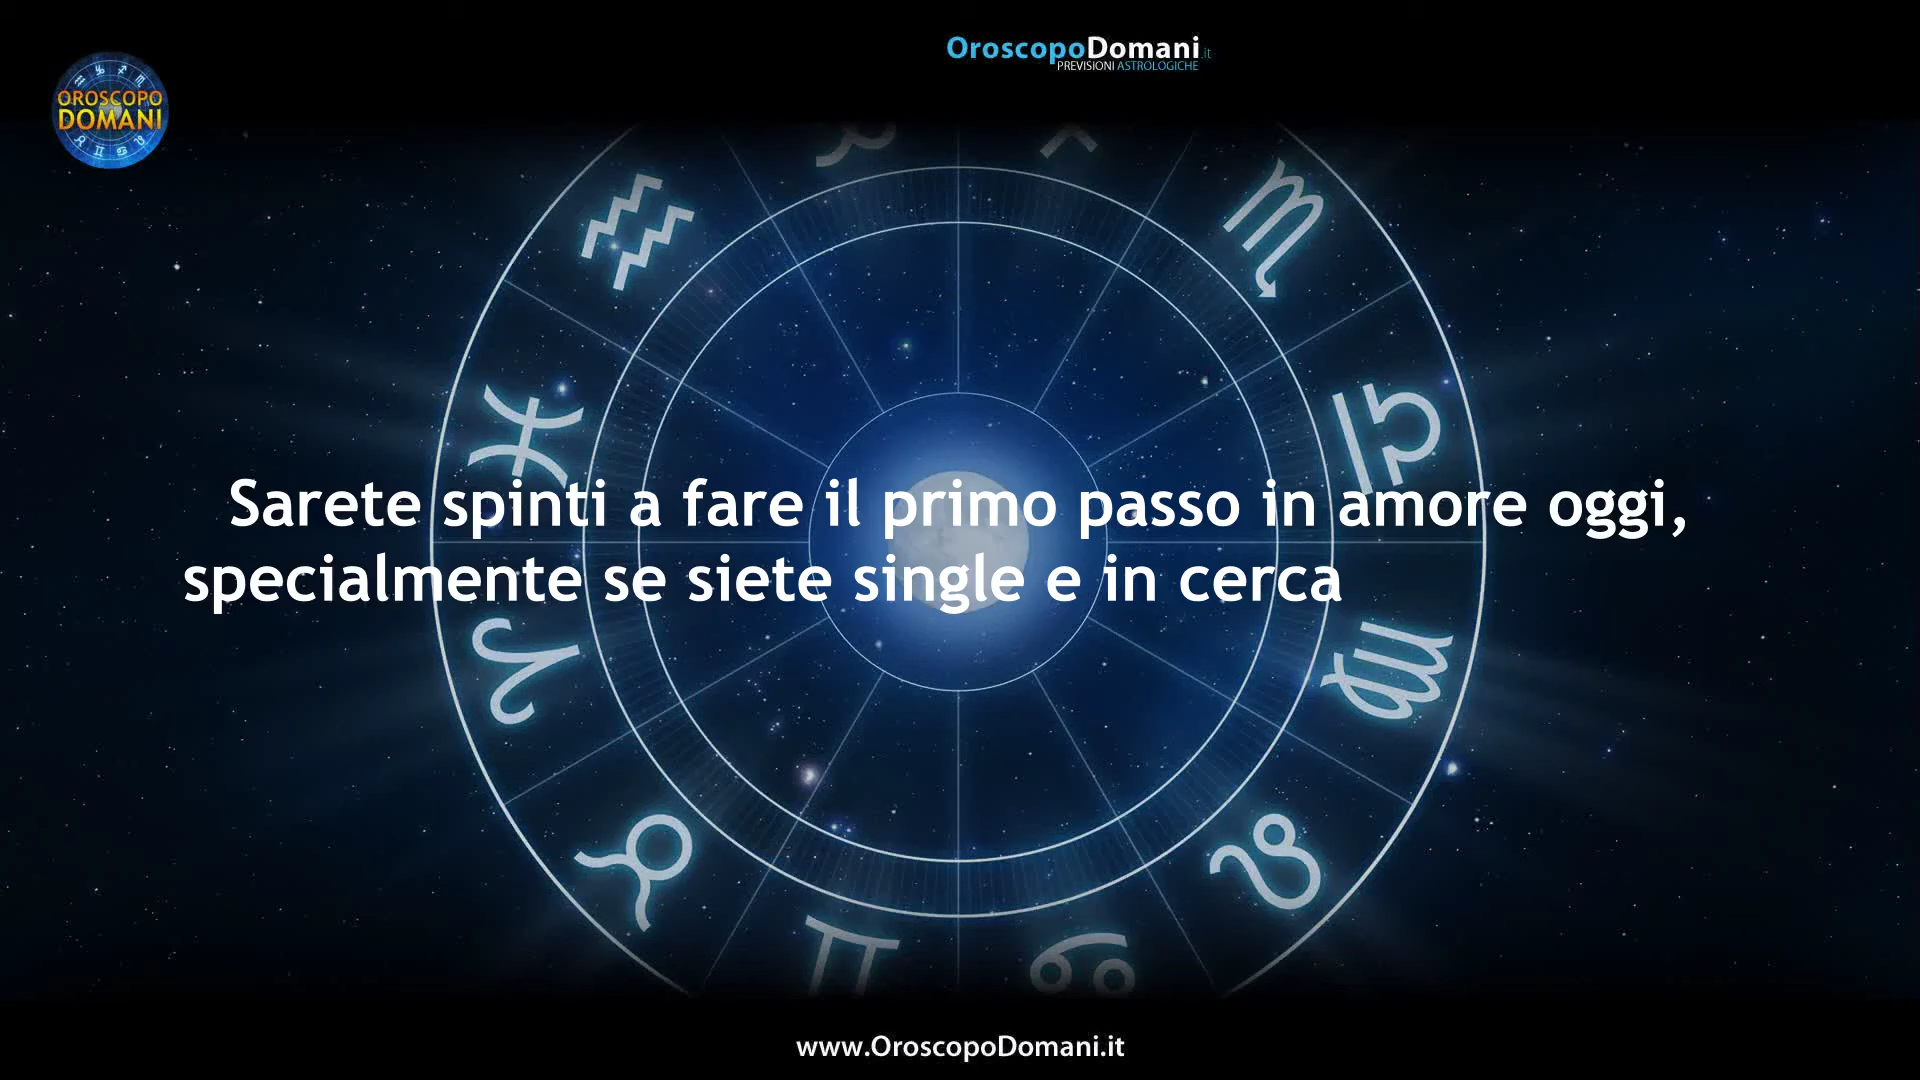 OroscopoDomani.it
PREVISIONI ASTROLOGICHE
OROSCOPO
DOMANI
Sarete spinti a fare il primo passo in amore oggi,
specialmente se siete single e in cerca
www.OroscopoDomani.it